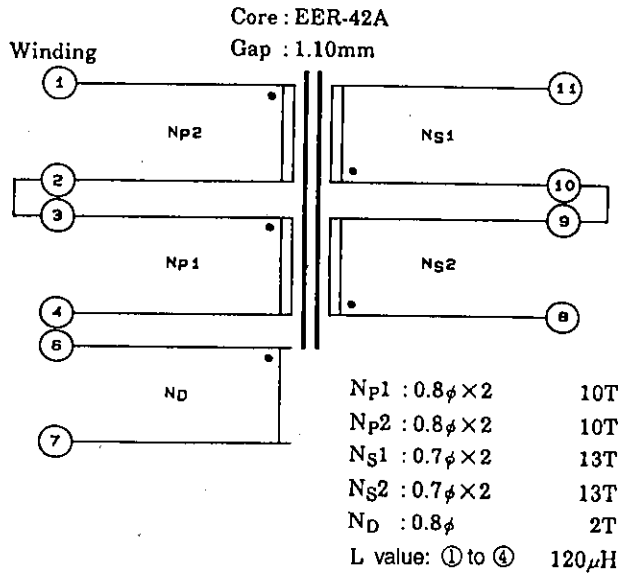 Core : EER-42A
Winding
Gap : 1.10mm
1
11
NP2
NS1
2
10
3
9
NP1
NS2
4
8
6
ND
7
NP1 : 0.8ϕ×2 10T
NP2 : 0.8ϕ×2 10T
NS1 : 0.7ϕ×2 13T
NS2 : 0.7ϕ×2 13T
ND : 0.8ϕ 2T
L value: ① to ④ 120μH